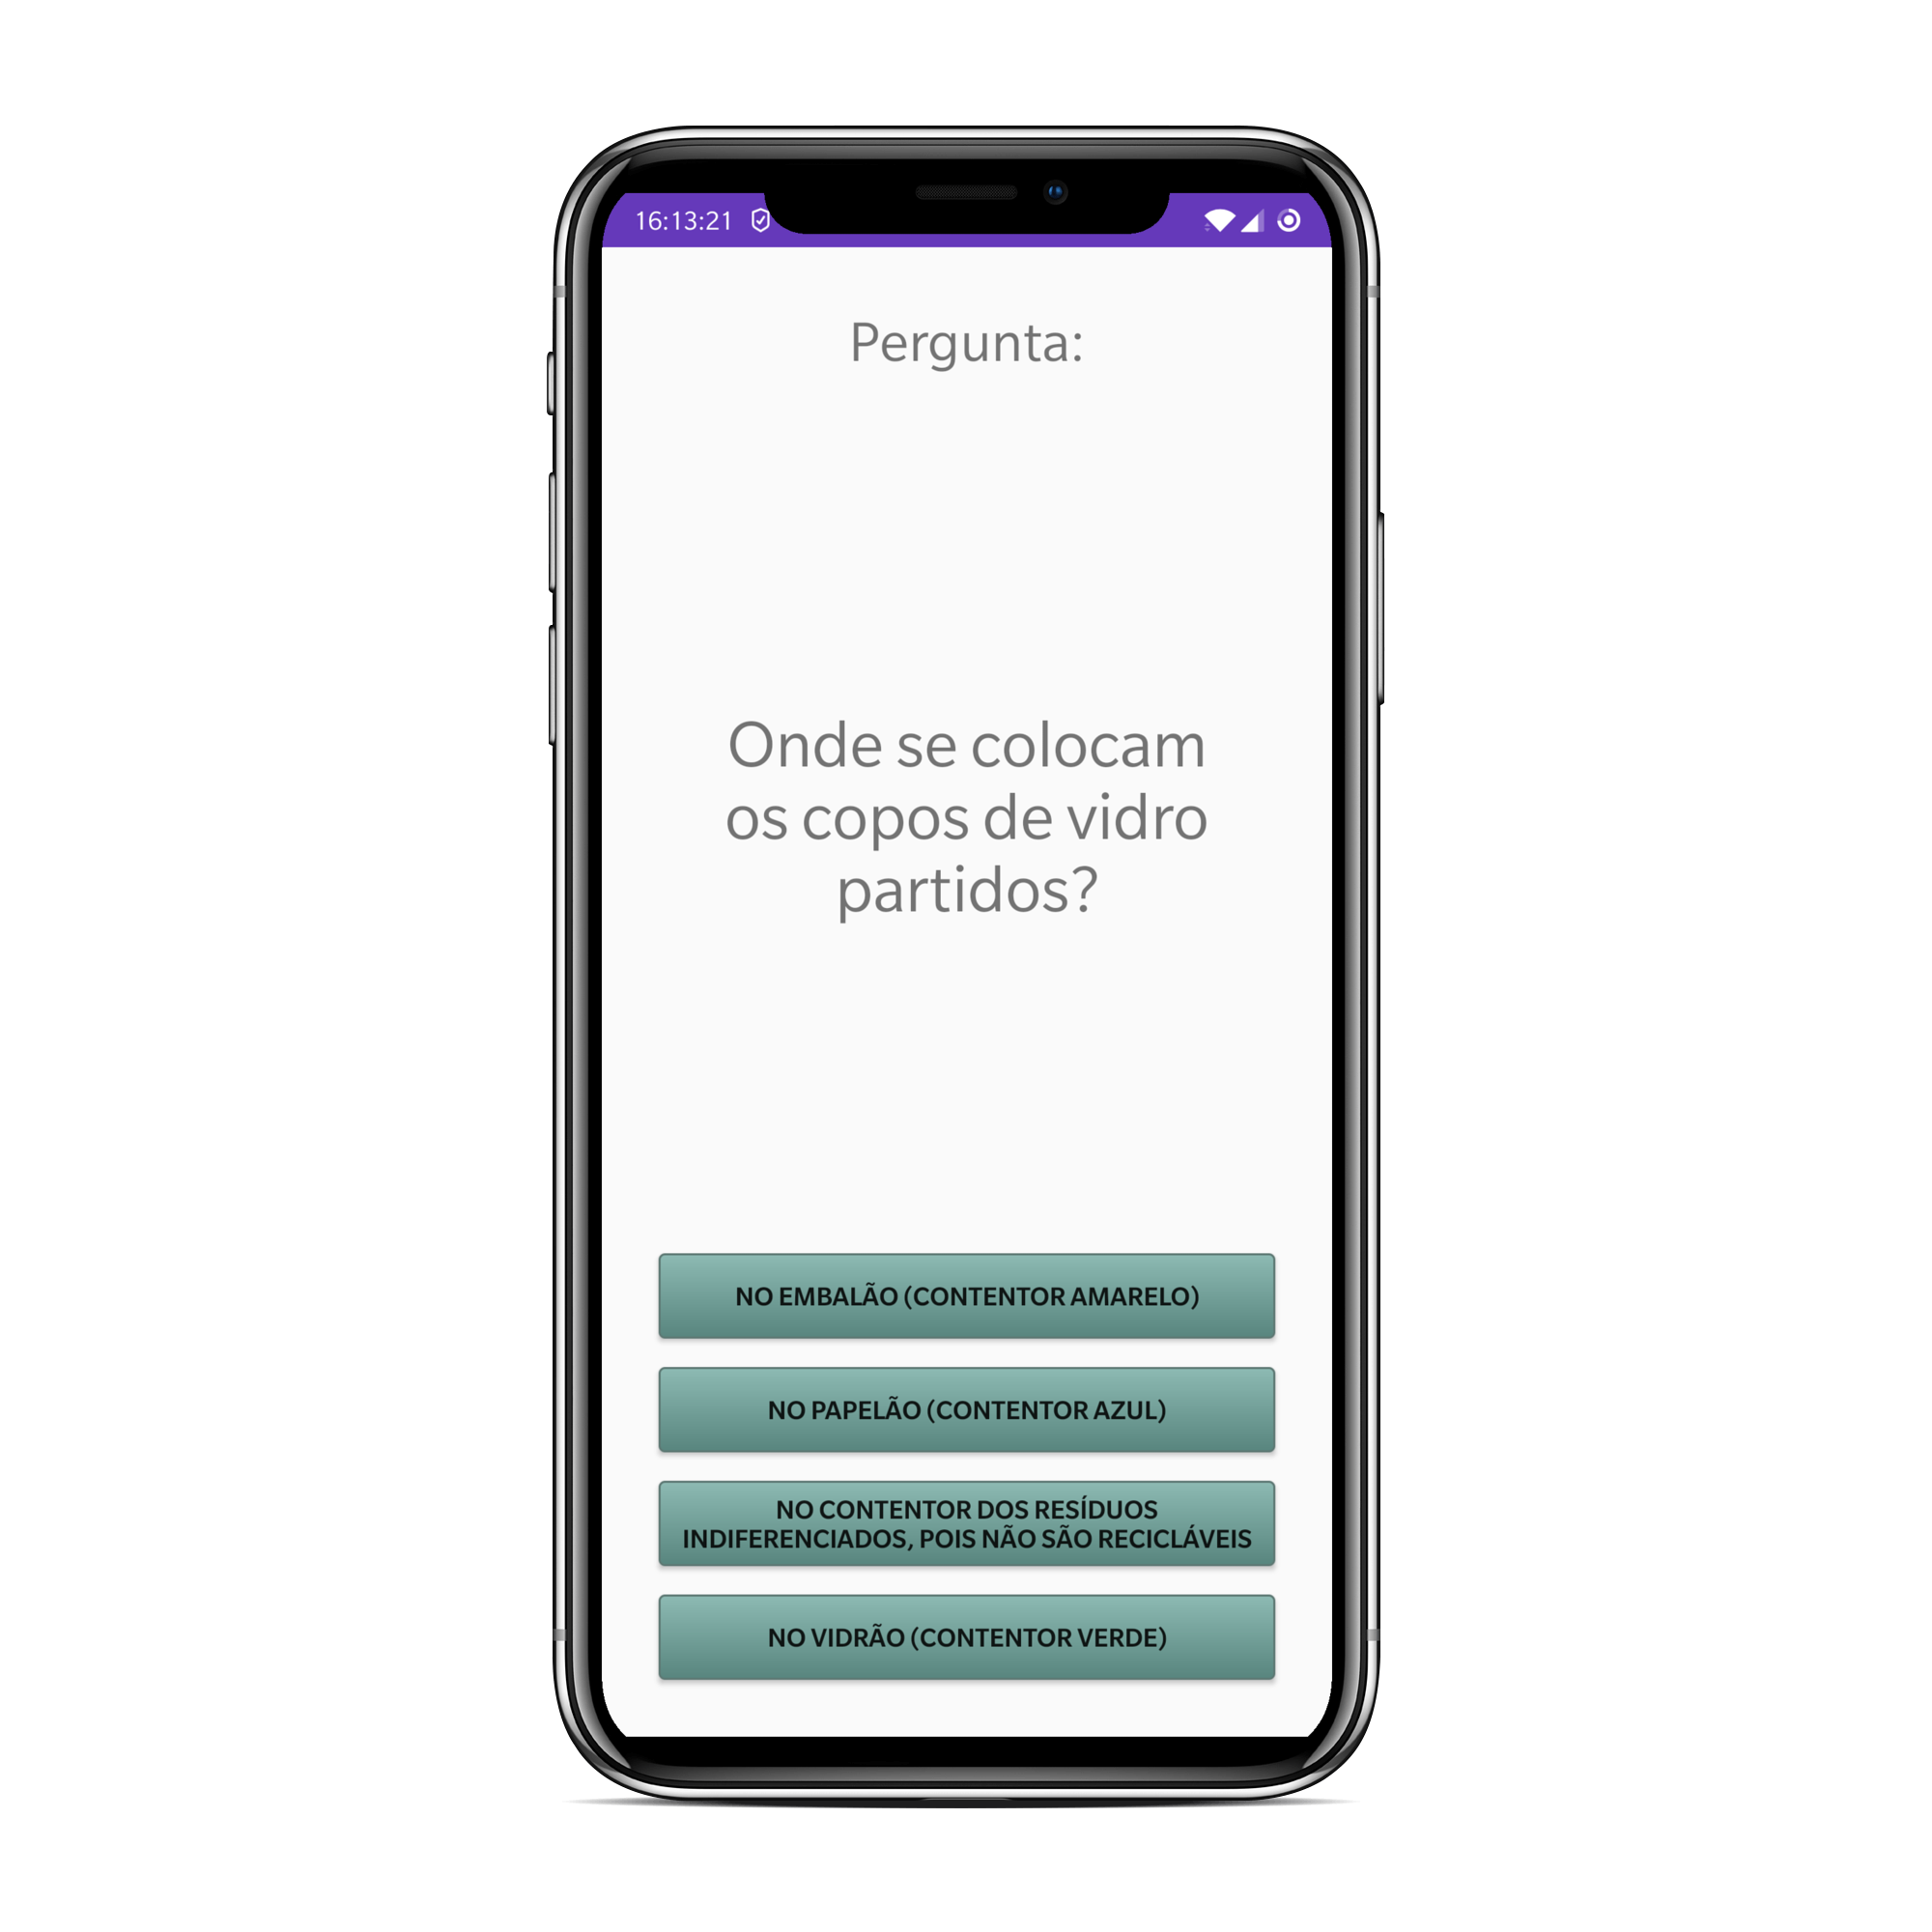 16:13:21
Pergunta:
Onde se colocam
os copos de vidro
partidos?
NO EMBALÃO (CONTENTOR AMARELO)
NO PAPELÃO (CONTENTOR AZUL)
NO CONTENTOR DOS RESÍDUOS
INDIFERENCIADOS, POIS NÃO SÃO RECICLÁVEIS
NO VIDRÃO (CONTENTOR VERDE)